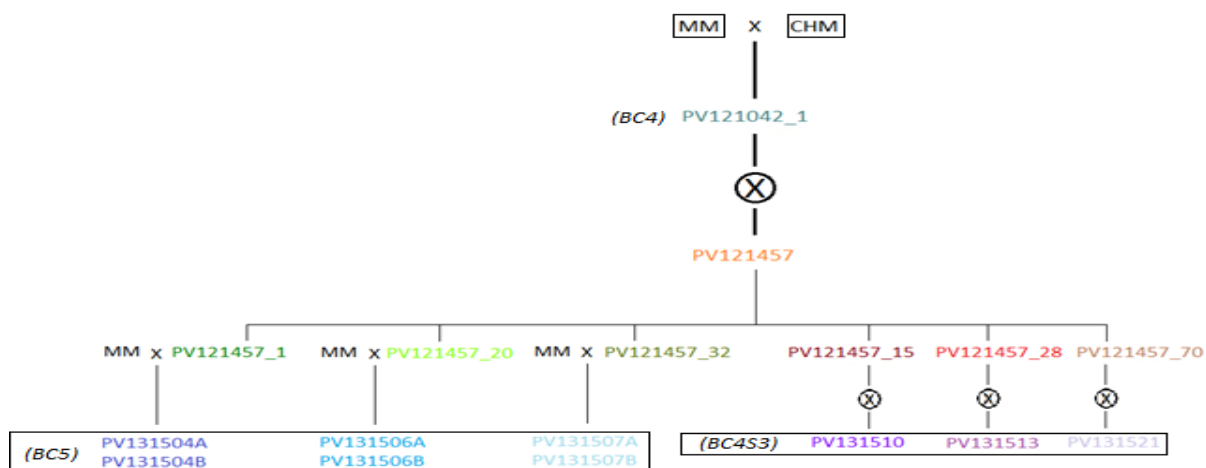 MM X CHM
(BC4) PV121042_1
X
PV121457
MM X PV121457_1 MM X PV121457_20 MM X PV121457_32 PV121457_15 PV121457_28 PV121457_70
X X X
(BC5) PV131504A PV131506A PV131507A (BC4S3) PV131510 PV131513 PV131521
PV131504B PV131506B PV131507B